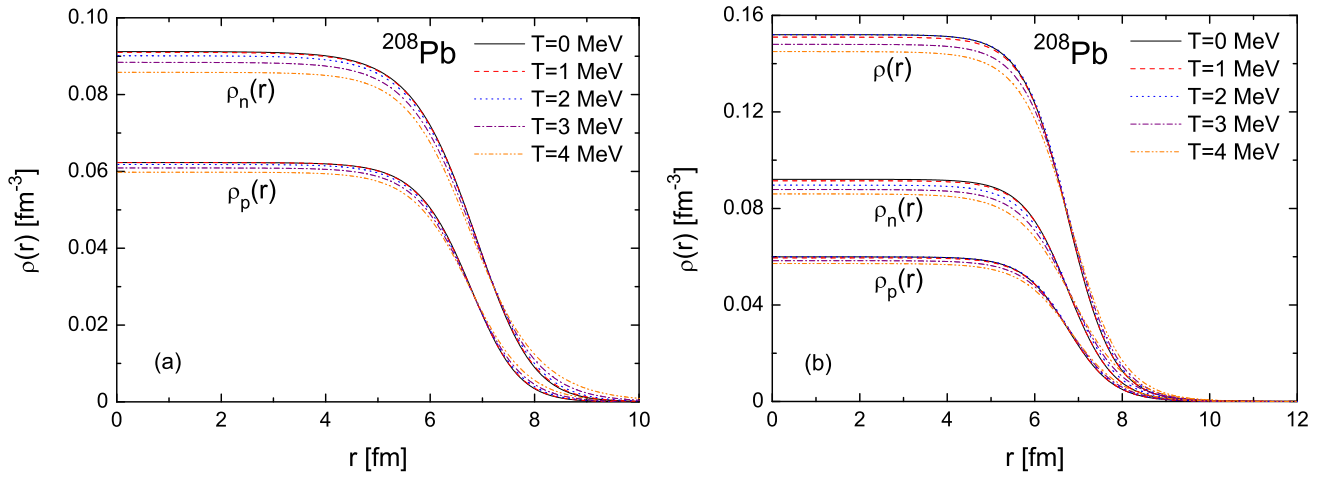 0.10
0.08
0.06
0.04
0.02
0.00
ρ(r) [fm⁻³]
0
2
4
6
8
10
r [fm]
²⁰⁸Pb
T=0 MeV
T=1 MeV
T=2 MeV
T=3 MeV
T=4 MeV
ρₙ(r)
ρₚ(r)
(a)
0.16
0.12
0.08
0.04
0
ρ(r) [fm⁻³]
0
2
4
6
8
10
12
r [fm]
²⁰⁸Pb
T=0 MeV
T=1 MeV
T=2 MeV
T=3 MeV
T=4 MeV
ρ(r)
ρₙ(r)
ρₚ(r)
(b)